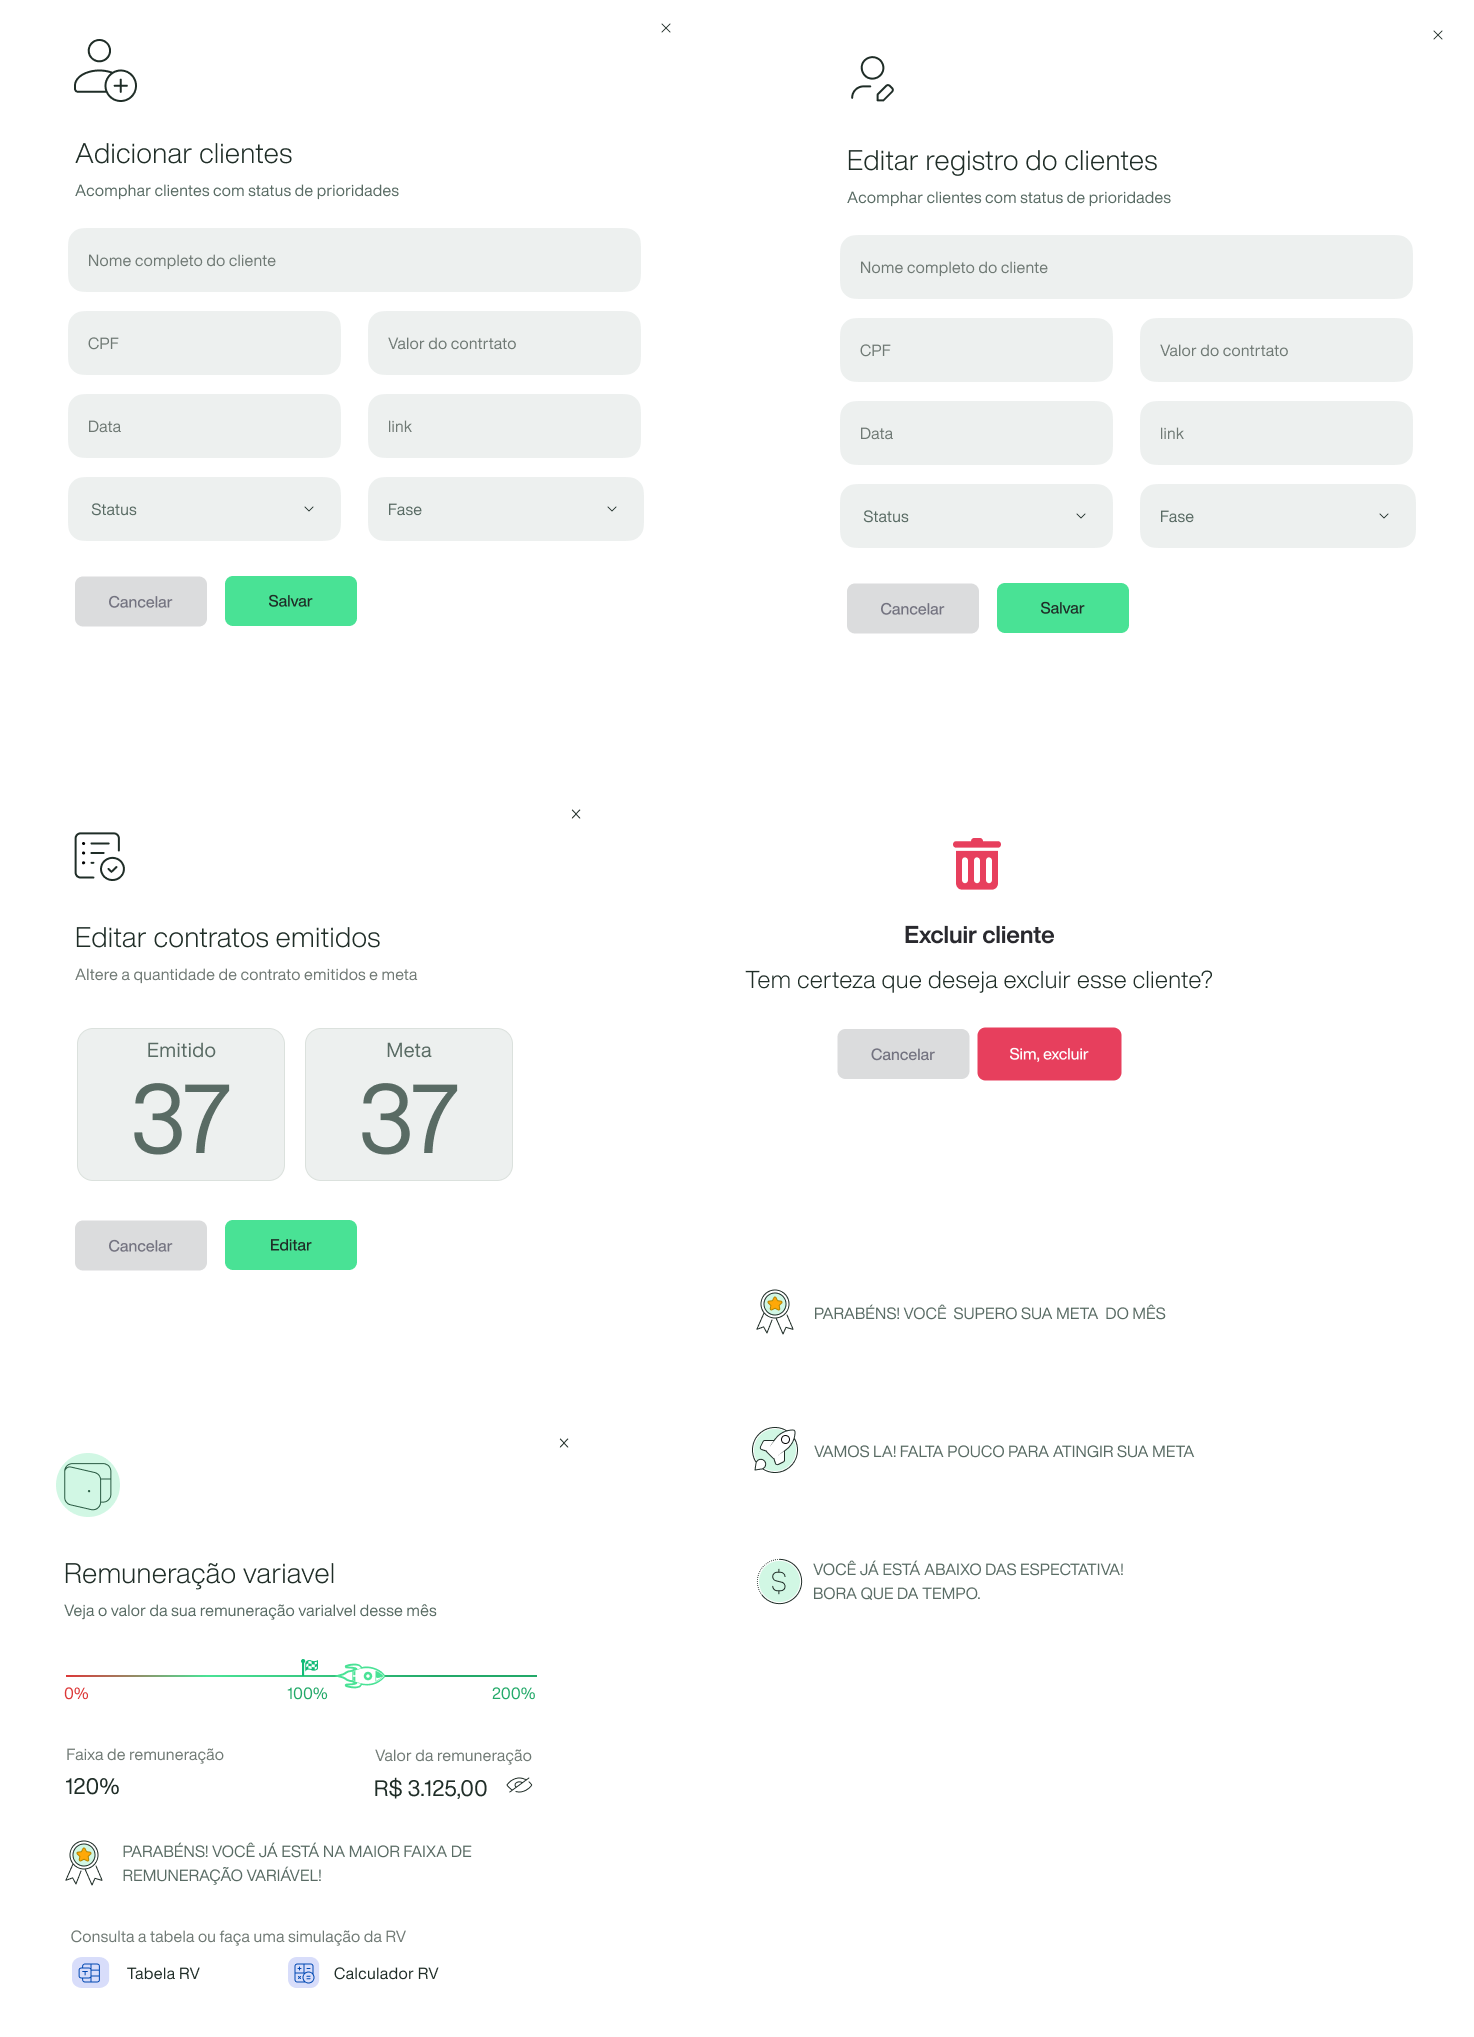 Adicionar clientes
Acomphar clientes com status de prioridades
Nome completo do cliente
CPF
Valor do contrtato
Data
link
Status
Fase
Cancelar
Salvar
Editar registro do clientes
Acomphar clientes com status de prioridades
Nome completo do cliente
CPF
Valor do contrtato
Data
link
Status
Fase
Cancelar
Salvar
Editar contratos emitidos
Altere a quantidade de contrato emitidos e meta
Emitido
37
Meta
37
Cancelar
Editar
Excluir cliente
Tem certeza que deseja excluir esse cliente?
Cancelar
Sim, excluir
PARABÉNS! VOCÊ SUPERO SUA META DO MÊS
VAMOS LA! FALTA POUCO PARA ATINGIR SUA META
VOCÊ JÁ ESTÁ ABAIXO DAS ESPECTATIVA!
BORA QUE DA TEMPO.
Remuneração variavel
Veja o valor da sua remuneração varialvel desse mês
0%
100%
200%
Faixa de remuneração
120%
Valor da remuneração
R$ 3.125,00
PARABÉNS! VOCÊ JÁ ESTÁ NA MAIOR FAIXA DE
REMUNERAÇÃO VARIÁVEL!
Consulta a tabela ou faça uma simulação da RV
Tabela RV
Calculador RV